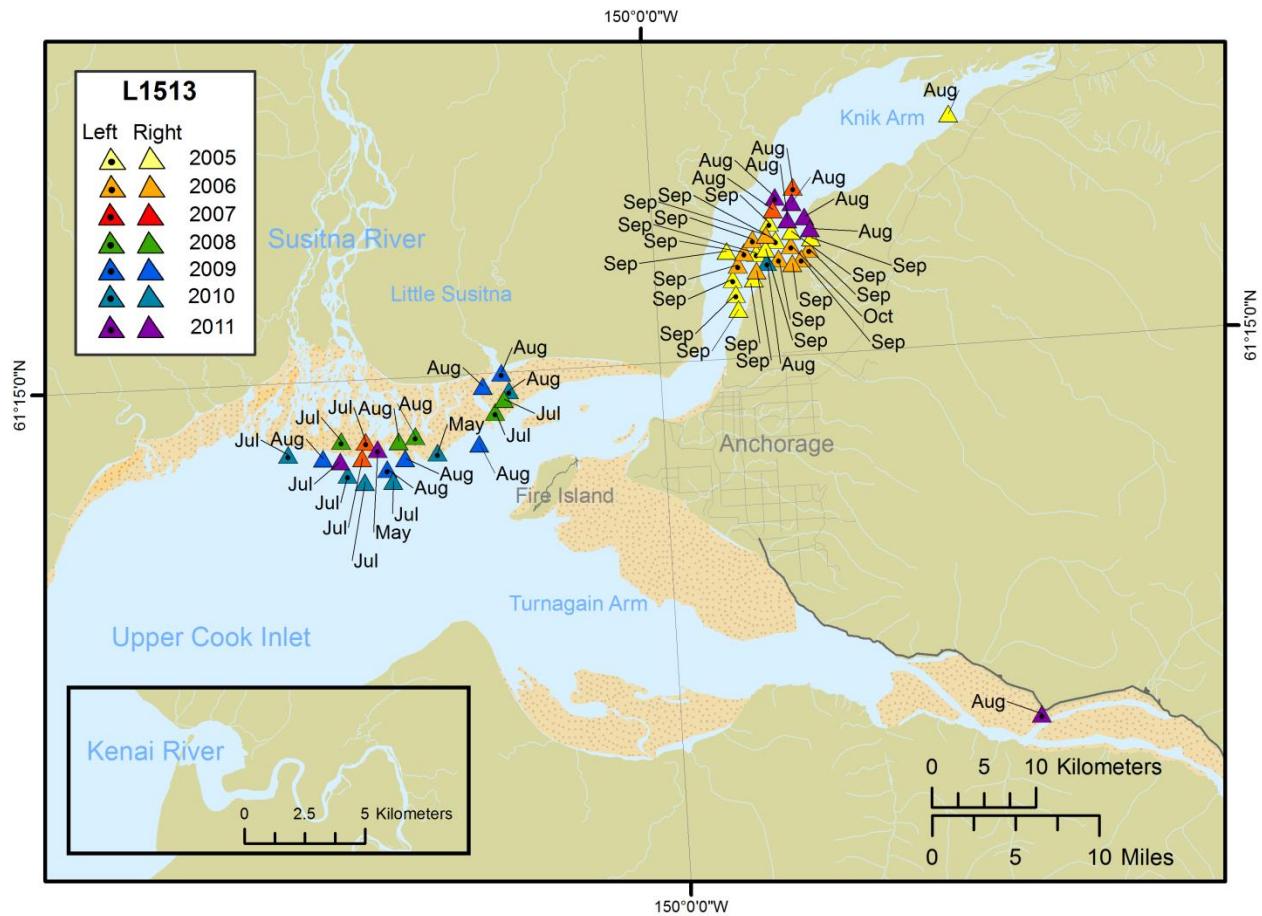 150°0'0"W
L1513
Left Right
2005
2006
2007
2008
2009
2010
2011
Knik Arm
Aug
Aug
Aug
Aug
Aug
Aug
Sep
Sep
Sep
Sep
Sep
Sep
Sep
Sep
Sep
Sep
Sep
Sep
Sep
Aug
Sep
Sep
Sep
Sep
Oct
Sep
Sep
Aug
Aug
Susitna River
Little Susitna
61°15'0"N
61°15'0"N
Aug
Aug
Aug
Jul
Jul
Aug
May
Aug
Aug
Jul
Jul
Aug
Jul
Jul
Jul
Jul
Jul
May
Jul
Aug
Aug
Anchorage
Fire Island
Turnagain Arm
Upper Cook Inlet
Aug
Kenai River
0 2.5 5 Kilometers
0 5 10 Kilometers
0 5 10 Miles
150°0'0"W